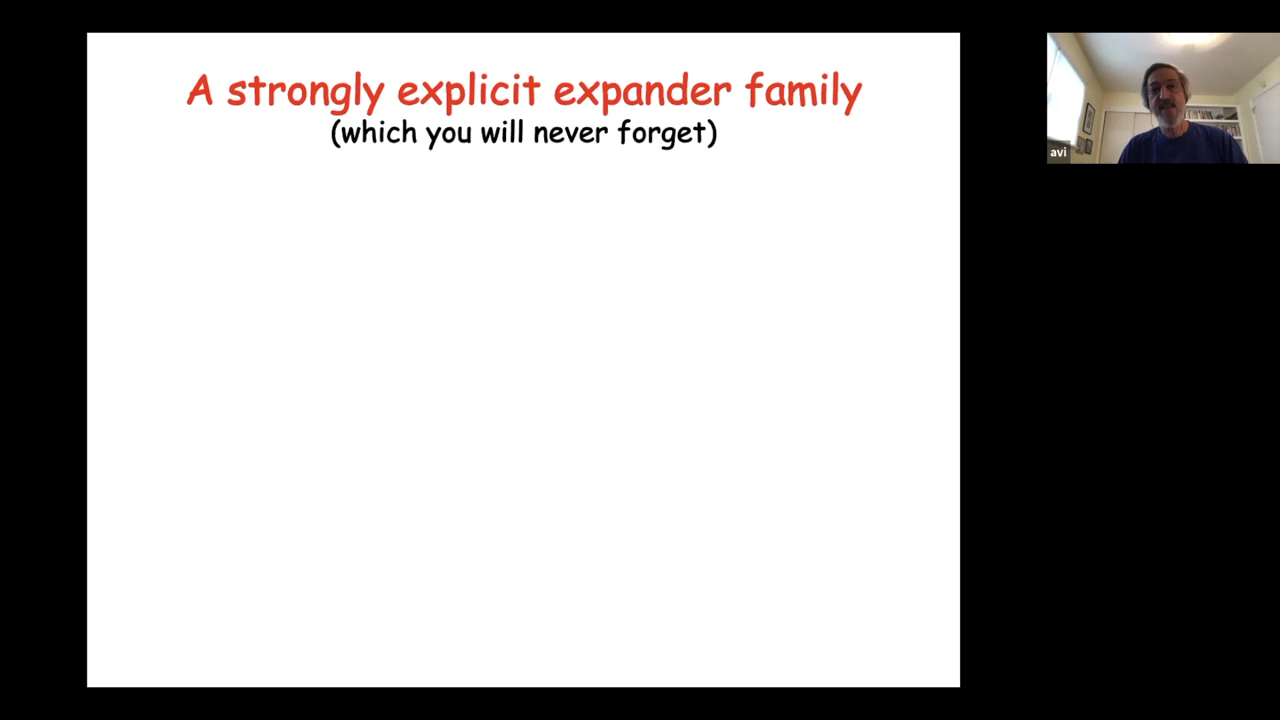 A strongly explicit expander family
(which you will never forget)
avi